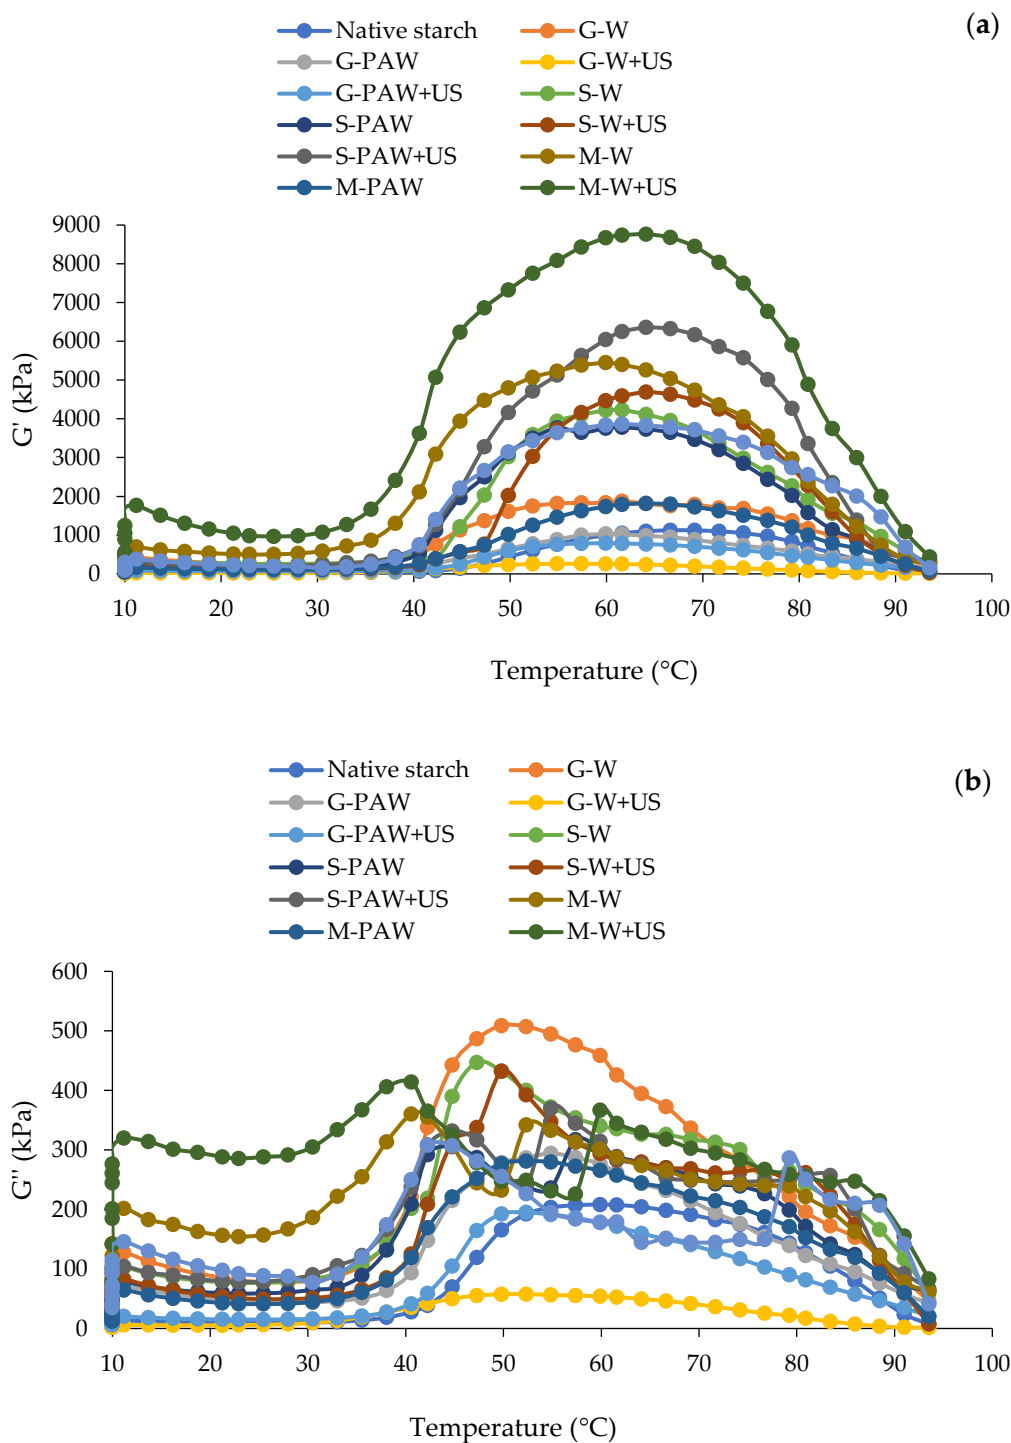 (a)
Native starch G-W
G-PAW G-W+US
G-PAW+US S-W
S-PAW S-W+US
S-PAW+US M-W
M-PAW M-W+US
9000
8000
7000
6000
5000
4000
3000
2000
1000
0
G' (kPa)
10 20 30 40 50 60 70 80 90 100
Temperature (°C)
(b)
Native starch G-W
G-PAW G-W+US
G-PAW+US S-W
S-PAW S-W+US
S-PAW+US M-W
M-PAW M-W+US
600
500
400
300
200
100
0
G'' (kPa)
10 20 30 40 50 60 70 80 90 100
Temperature (°C)